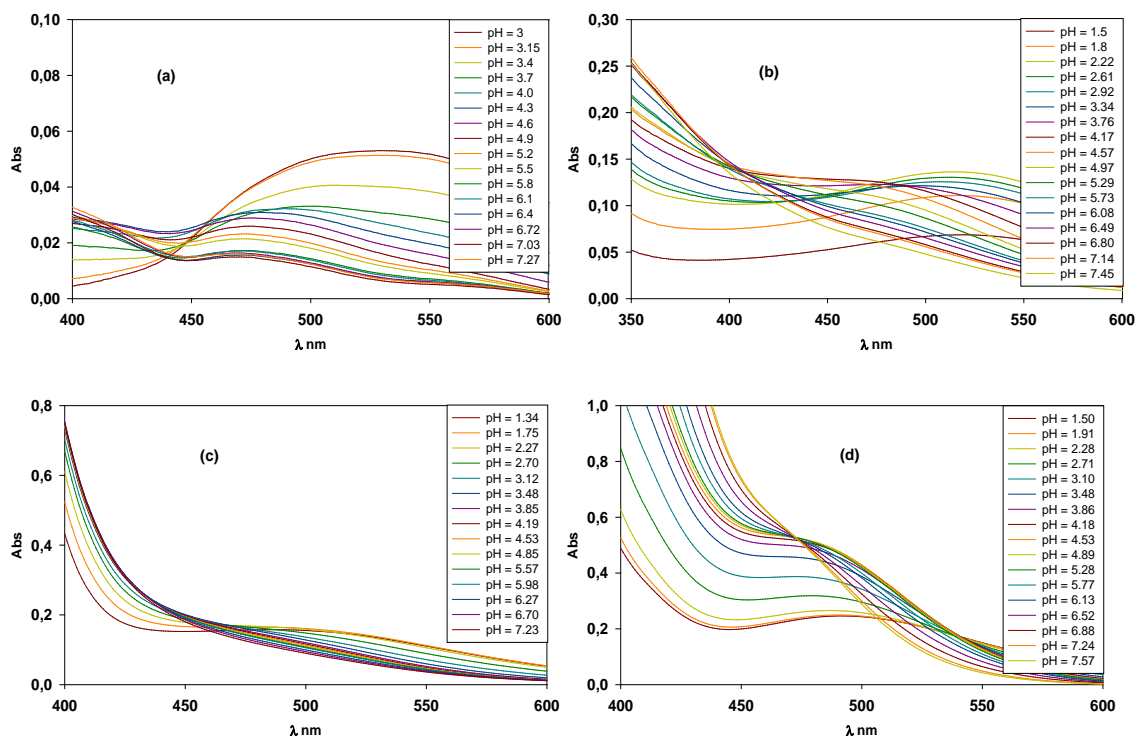 (a)
Abs
0,10
0,08
0,06
0,04
0,02
0,00
400 450 500 550 600
λ nm
pH = 3
pH = 3.15
pH = 3.4
pH = 3.7
pH = 4.0
pH = 4.3
pH = 4.6
pH = 4.9
pH = 5.2
pH = 5.5
pH = 5.8
pH = 6.1
pH = 6.4
pH = 6.72
pH = 7.03
pH = 7.27
(b)
Abs
0,30
0,25
0,20
0,15
0,10
0,05
0,00
350 400 450 500 550 600
λ nm
pH = 1.5
pH = 1.8
pH = 2.22
pH = 2.61
pH = 2.92
pH = 3.34
pH = 3.76
pH = 4.17
pH = 4.57
pH = 4.97
pH = 5.29
pH = 5.73
pH = 6.08
pH = 6.49
pH = 6.80
pH = 7.14
pH = 7.45
(c)
Abs
0,8
0,6
0,4
0,2
0,0
400 450 500 550 600
λ nm
pH = 1.34
pH = 1.75
pH = 2.27
pH = 2.70
pH = 3.12
pH = 3.48
pH = 3.85
pH = 4.19
pH = 4.53
pH = 4.85
pH = 5.57
pH = 5.98
pH = 6.27
pH = 6.70
pH = 7.23
(d)
Abs
1,0
0,8
0,6
0,4
0,2
0,0
400 450 500 550 600
λ nm
pH = 1.50
pH = 1.91
pH = 2.28
pH = 2.71
pH = 3.10
pH = 3.48
pH = 3.86
pH = 4.18
pH = 4.53
pH = 4.89
pH = 5.28
pH = 5.77
pH = 6.13
pH = 6.52
pH = 6.88
pH = 7.24
pH = 7.57